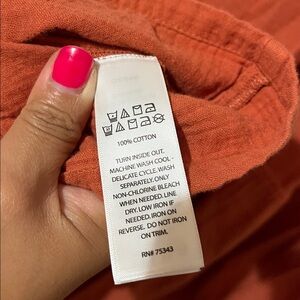 100% COTTON
TURN INSIDE OUT.
MACHINE WASH COOL -
DELICATE CYCLE. WASH
SEPARATELY. ONLY
NON-CHLORINE BLEACH
WHEN NEEDED. LINE
DRY. LOW IRON IF
NEEDED. IRON ON
REVERSE. DO NOT IRON
ON TRIM.
RN# 75343